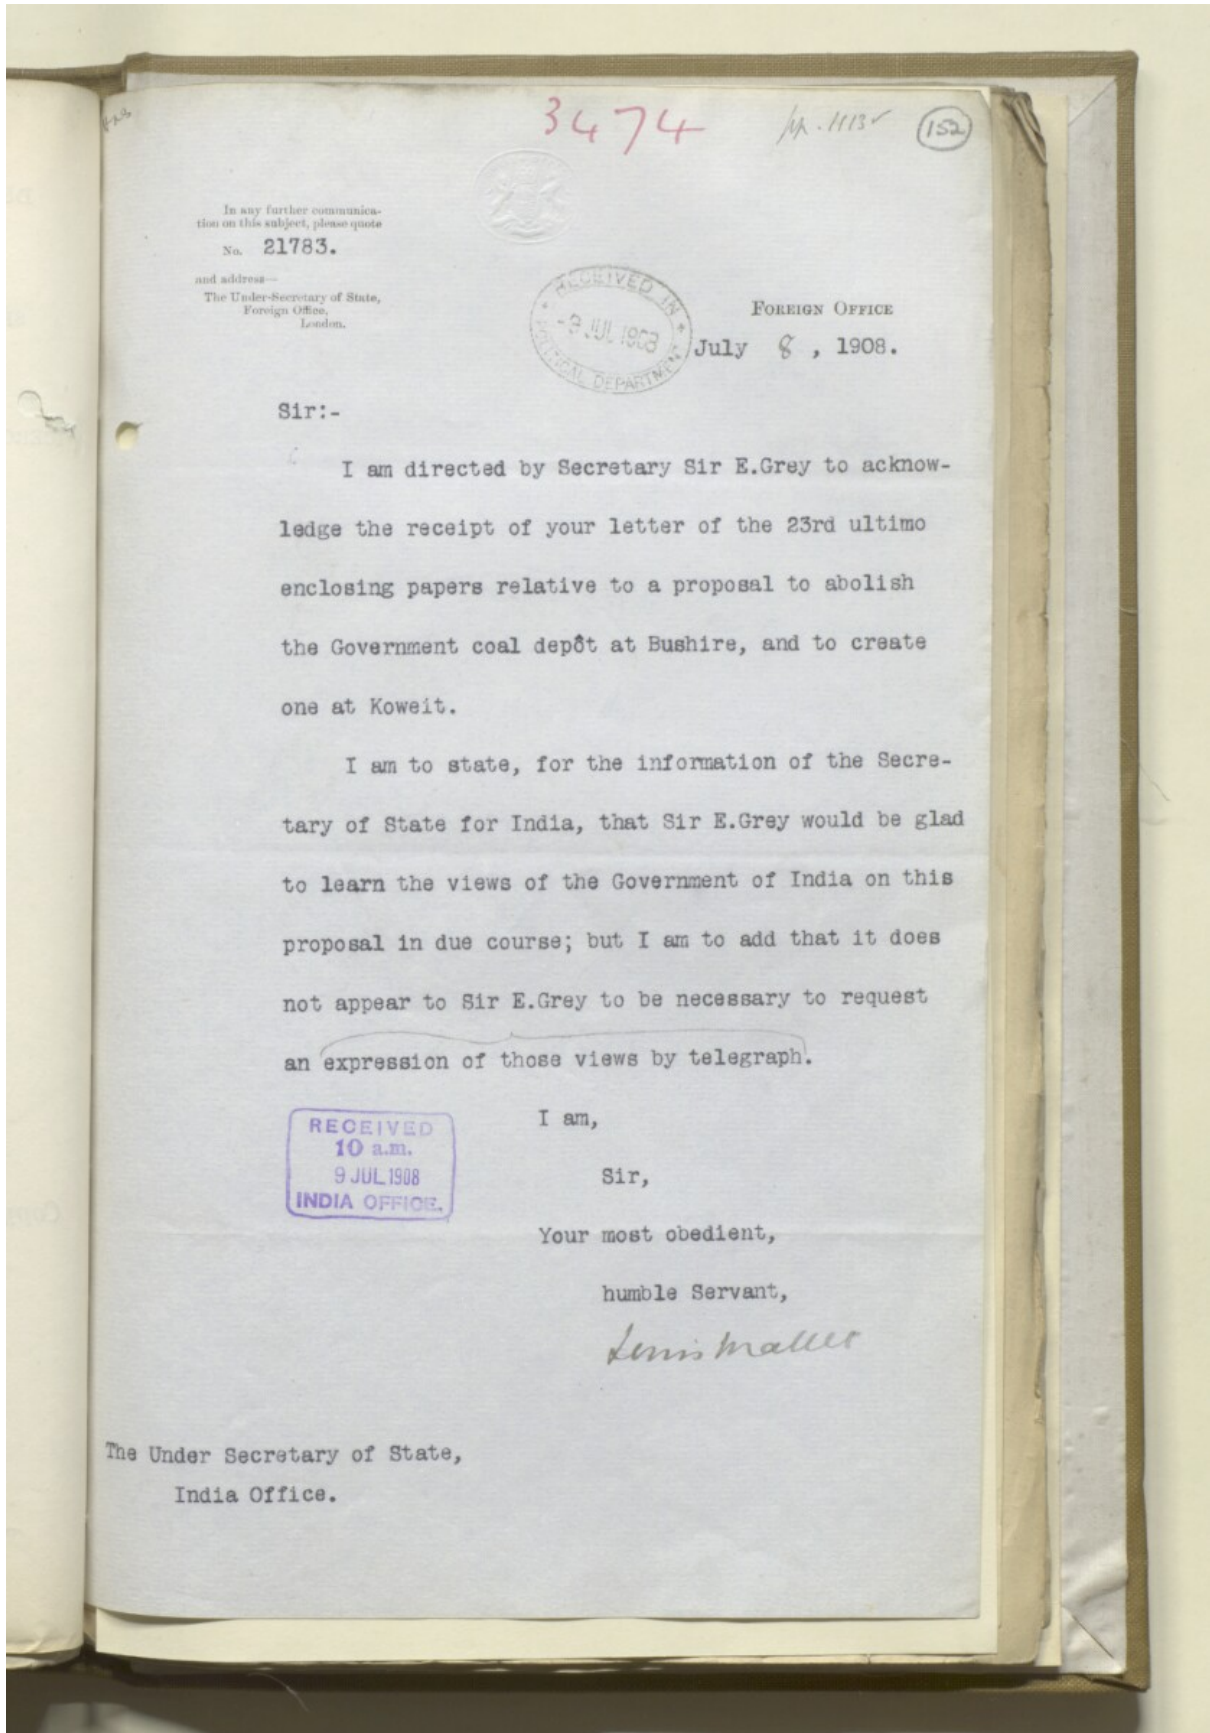 3474
152
In any further communica-
tion on this subject, please quote
No. 21783.
and address—
The Under-Secretary of State,
Foreign Office,
London.
RECEIVED IN
9 JUL 1908
POLITICAL DEPARTMENT
FOREIGN OFFICE
July 8, 1908.
Sir:-
I am directed by Secretary Sir E.Grey to acknow-
ledge the receipt of your letter of the 23rd ultimo
enclosing papers relative to a proposal to abolish
the Government coal depôt at Bushire, and to create
one at Koweit.
I am to state, for the information of the Secre-
tary of State for India, that Sir E.Grey would be glad
to learn the views of the Government of India on this
proposal in due course; but I am to add that it does
not appear to Sir E.Grey to be necessary to request
an expression of those views by telegraph.
I am,
RECEIVED
10 a.m.
9 JUL 1908
INDIA OFFICE.
Sir,
Your most obedient,
humble Servant,
Louis Mallet
The Under Secretary of State,
India Office.